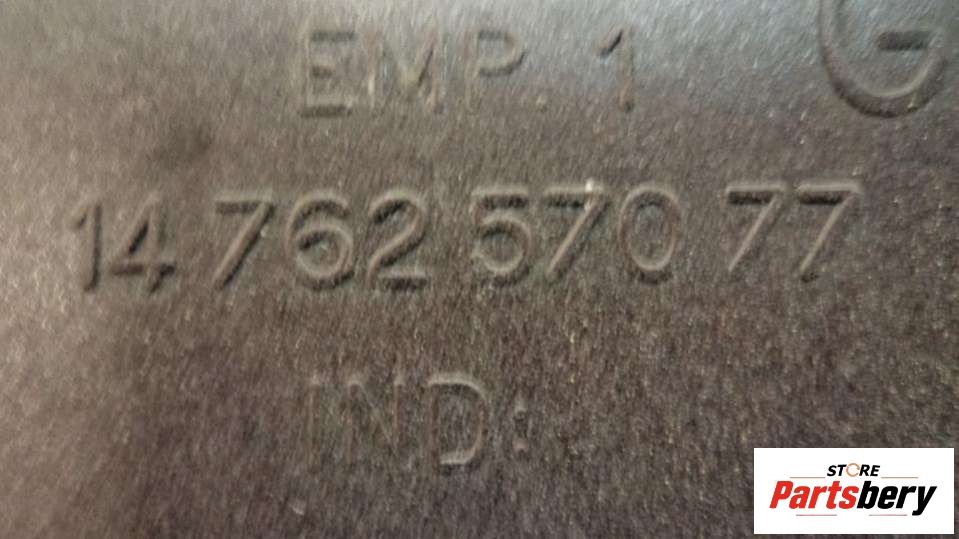 EMP. 1 G
14 762 570 77
IND:
STORE
Partsbery